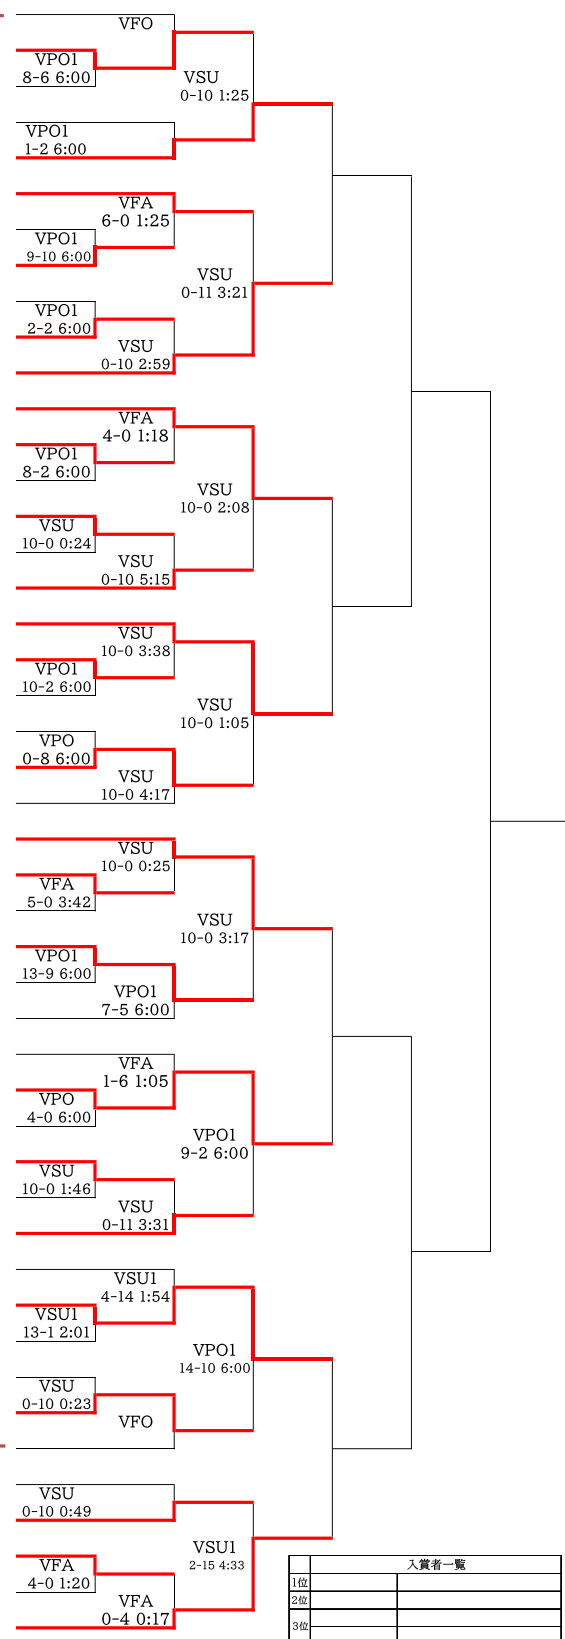 VFO
VPO1
8-6 6:00
VSU
0-10 1:25
VPO1
1-2 6:00
VFA
6-0 1:25
VPO1
9-10 6:00
VSU
0-11 3:21
VPO1
2-2 6:00
VSU
0-10 2:59
VFA
4-0 1:18
VPO1
8-2 6:00
VSU
10-0 2:08
VSU
10-0 0:24
VSU
0-10 5:15
VSU
10-0 3:38
VPO1
10-2 6:00
VSU
10-0 1:05
VPO
0-8 6:00
VSU
10-0 4:17
VSU
10-0 0:25
VFA
5-0 3:42
VSU
10-0 3:17
VPO1
13-9 6:00
VPO1
7-5 6:00
VFA
1-6 1:05
VPO
4-0 6:00
VPO1
9-2 6:00
VSU
10-0 1:46
VSU
0-11 3:31
VSU1
4-14 1:54
VSU1
13-1 2:01
VPO1
14-10 6:00
VSU
0-10 0:23
VFO
VSU
0-10 0:49
VSU1
2-15 4:33
VFA
4-0 1:20
VFA
0-4 0:17
入賞者一覧
1位
2位
3位